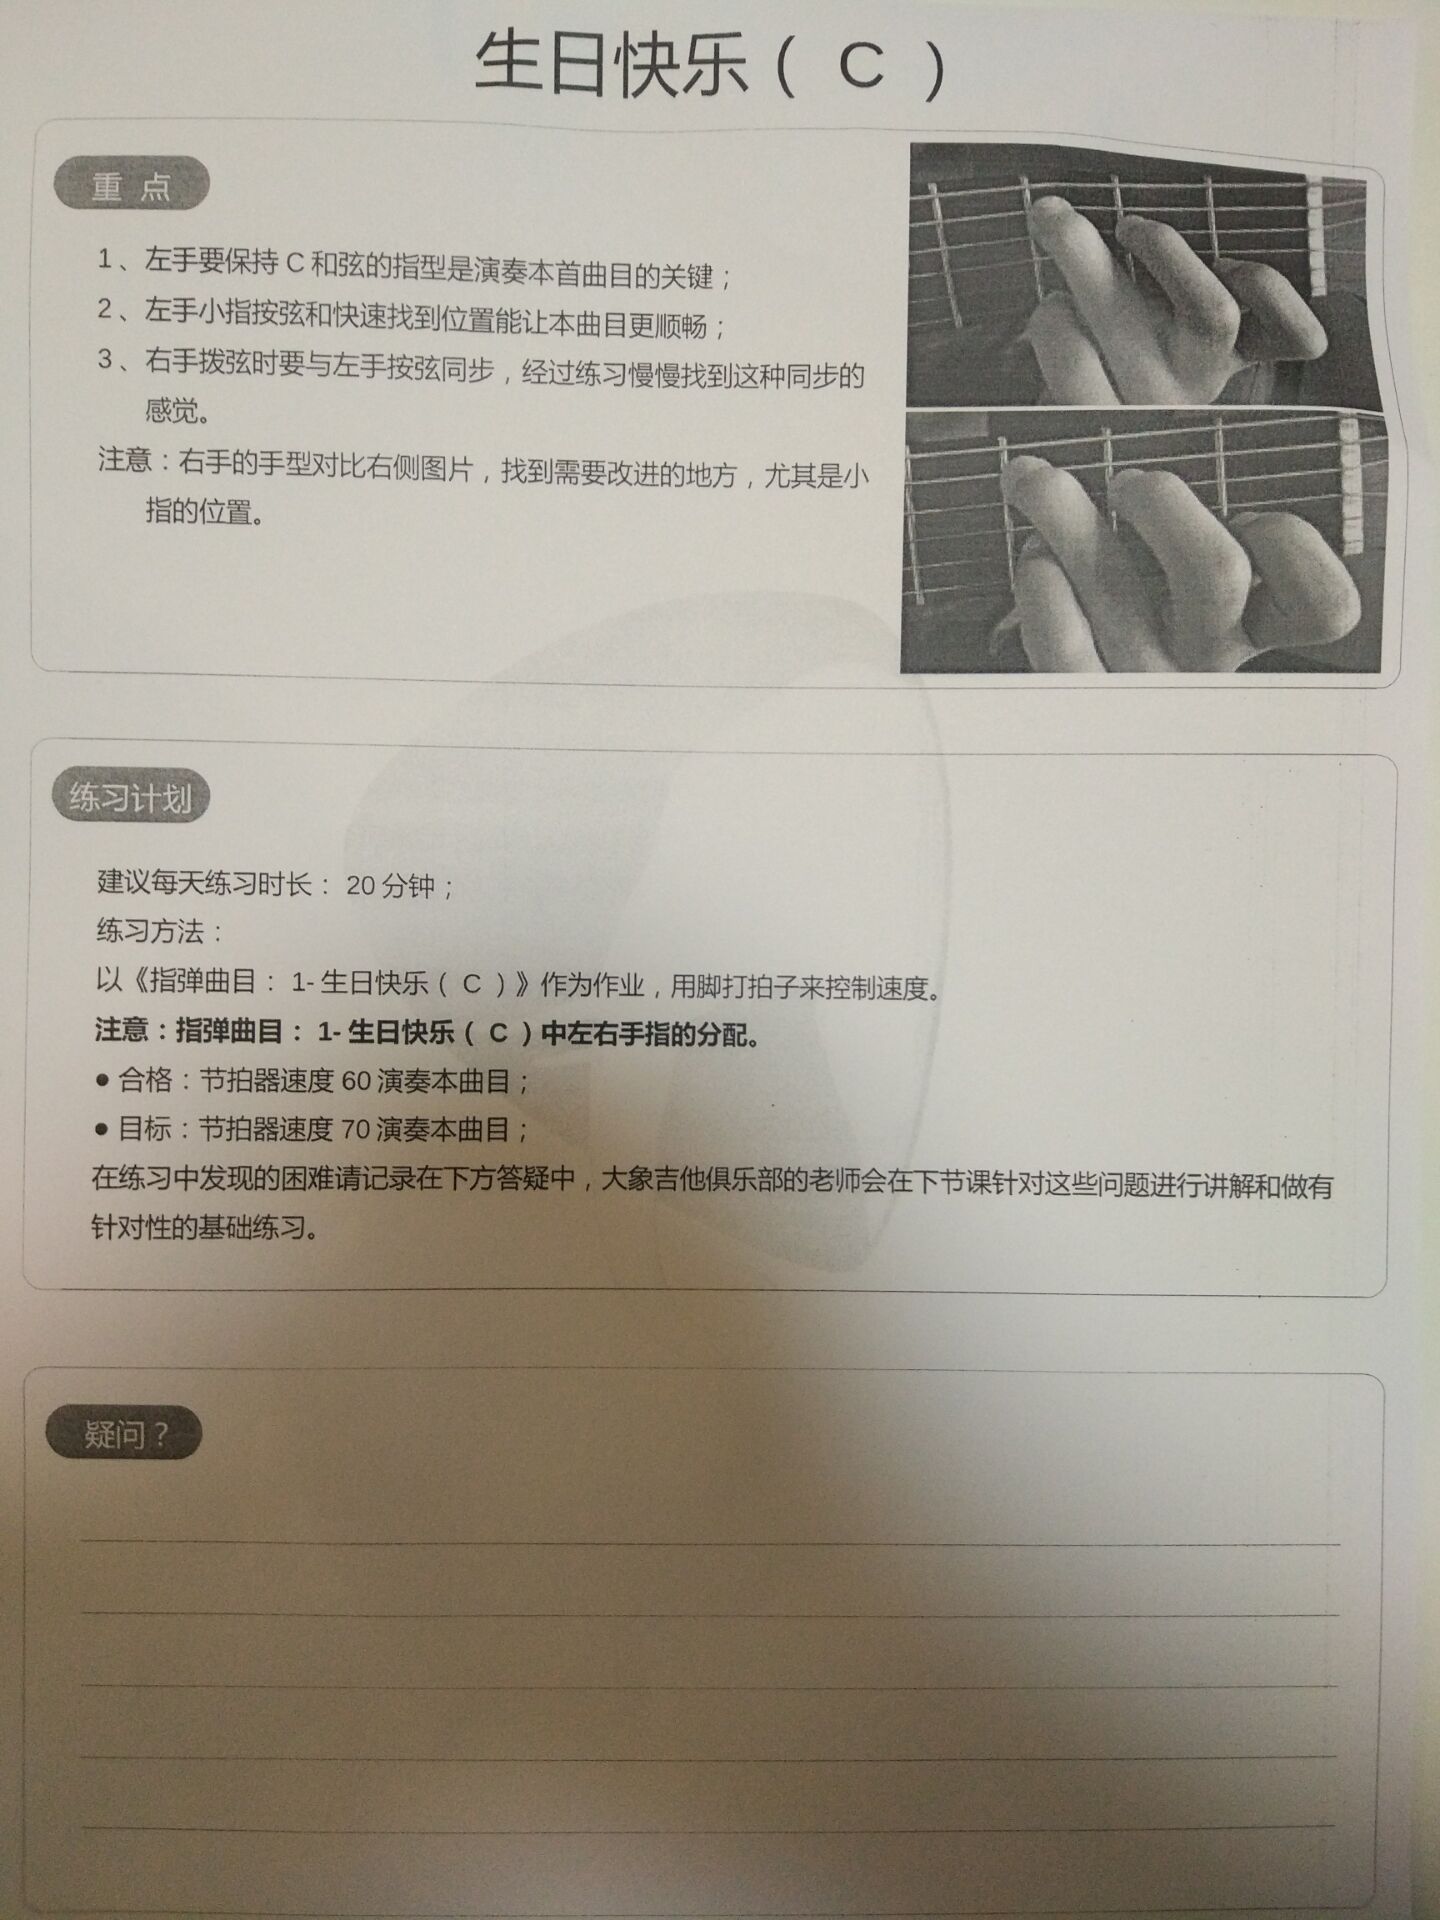 生日快乐（ C ）
重 点
1、左手要保持 C 和弦的指型是演奏本首曲目的关键；
2、左手小指按弦和快速找到位置能让本曲目更顺畅；
3、右手拨弦时要与左手按弦同步，经过练习慢慢找到这种同步的
感觉。
注意：右手的手型对比右侧图片，找到需要改进的地方，尤其是小
指的位置。
练习计划
建议每天练习时长： 20 分钟；
练习方法：
以《指弹曲目： 1- 生日快乐（ C ）》作为作业，用脚打拍子来控制速度。
注意：指弹曲目： 1- 生日快乐（ C ）中左右手指的分配。
● 合格：节拍器速度 60 演奏本曲目；
● 目标：节拍器速度 70 演奏本曲目；
在练习中发现的困难请记录在下方答疑中，大象吉他俱乐部的老师会在下节课针对这些问题进行讲解和做有
针对性的基础练习。
疑问？